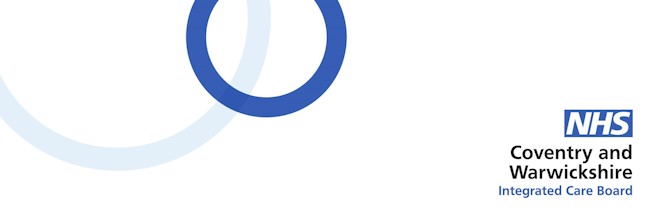 NHS
Coventry and
Warwickshire
Integrated Care Board